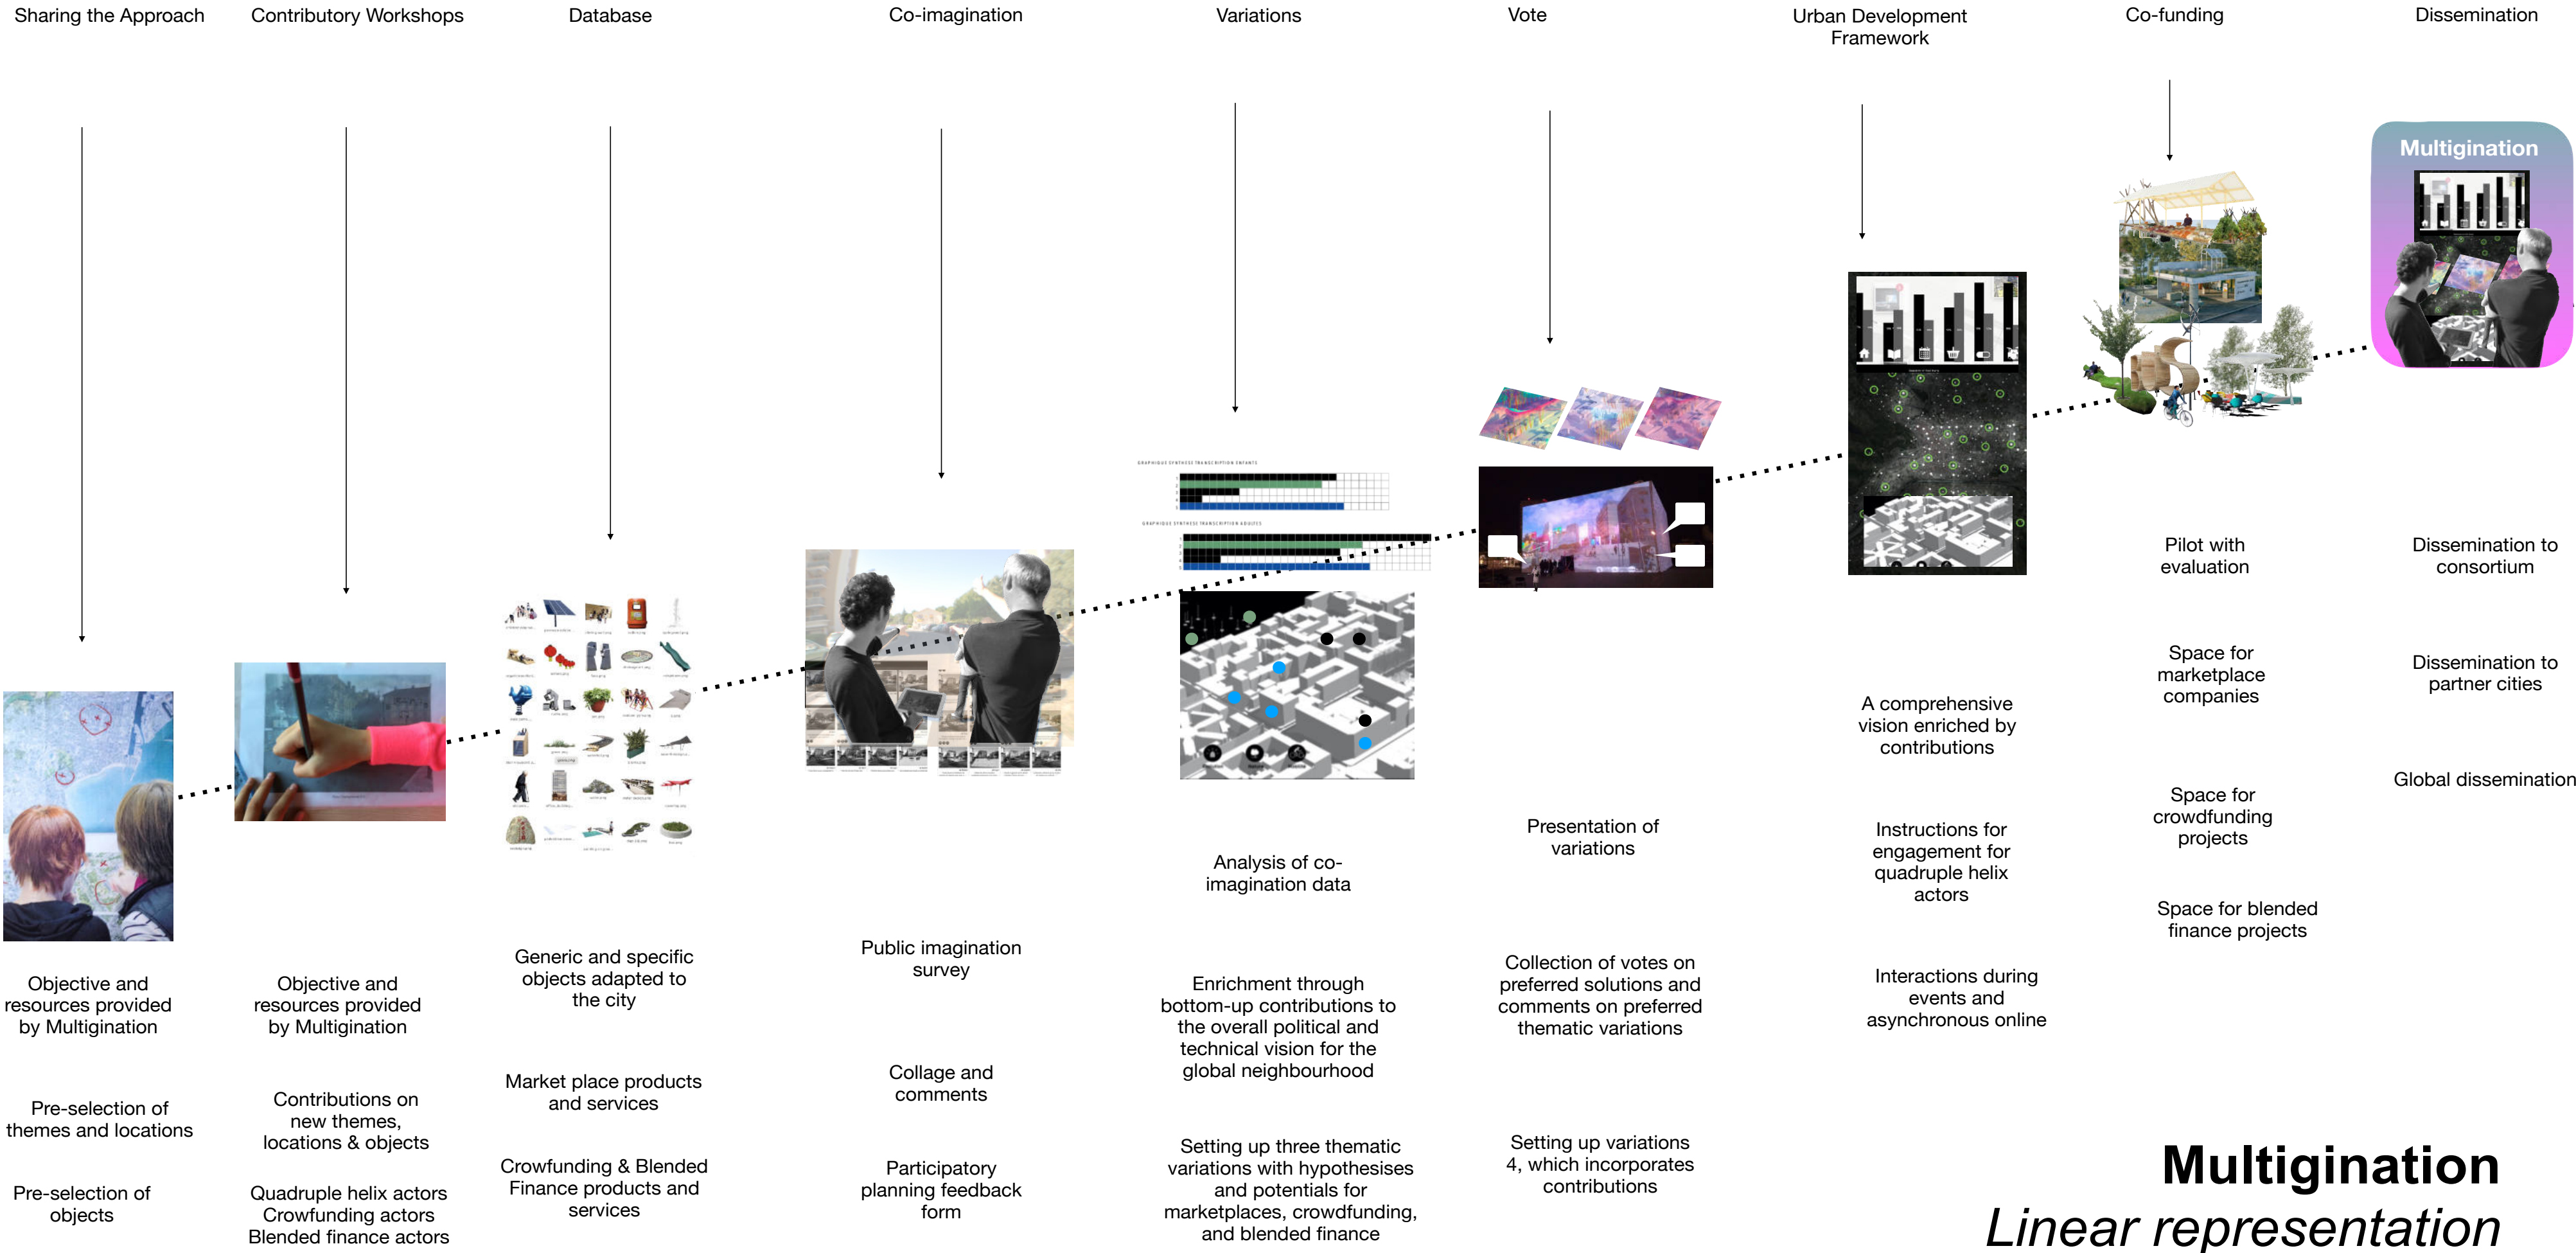 Sharing the Approach
Contributory Workshops
Database
Co-imagination
Variations
Vote
Urban Development
Framework
Co-funding
Dissemination
Multigination
GRAPHIQUE SYNTHESE TRANSCRIPTION ENFANTS
GRAPHIQUE SYNTHESE TRANSCRIPTION ADULTES
Objective and
resources provided
by Multigination
Pre-selection of
themes and locations
Pre-selection of
objects
Objective and
resources provided
by Multigination
Contributions on
new themes,
locations & objects
Quadruple helix actors
Crowfunding actors
Blended finance actors
Generic and specific
objects adapted to
the city
Market place products
and services
Crowfunding & Blended
Finance products and
services
Public imagination
survey
Collage and
comments
Participatory
planning feedback
form
Analysis of co-
imagination data
Enrichment through
bottom-up contributions to
the overall political and
technical vision for the
global neighbourhood
Setting up three thematic
variations with hypothesises
and potentials for
marketplaces, crowdfunding,
and blended finance
Presentation of
variations
Collection of votes on
preferred solutions and
comments on preferred
thematic variations
Setting up variations
4, which incorporates
contributions
A comprehensive
vision enriched by
contributions
Instructions for
engagement for
quadruple helix
actors
Interactions during
events and
asynchronous online
Pilot with
evaluation
Space for
marketplace
companies
Space for
crowdfunding
projects
Space for blended
finance projects
Dissemination to
consortium
Dissemination to
partner cities
Global dissemination
Multigination
Linear representation